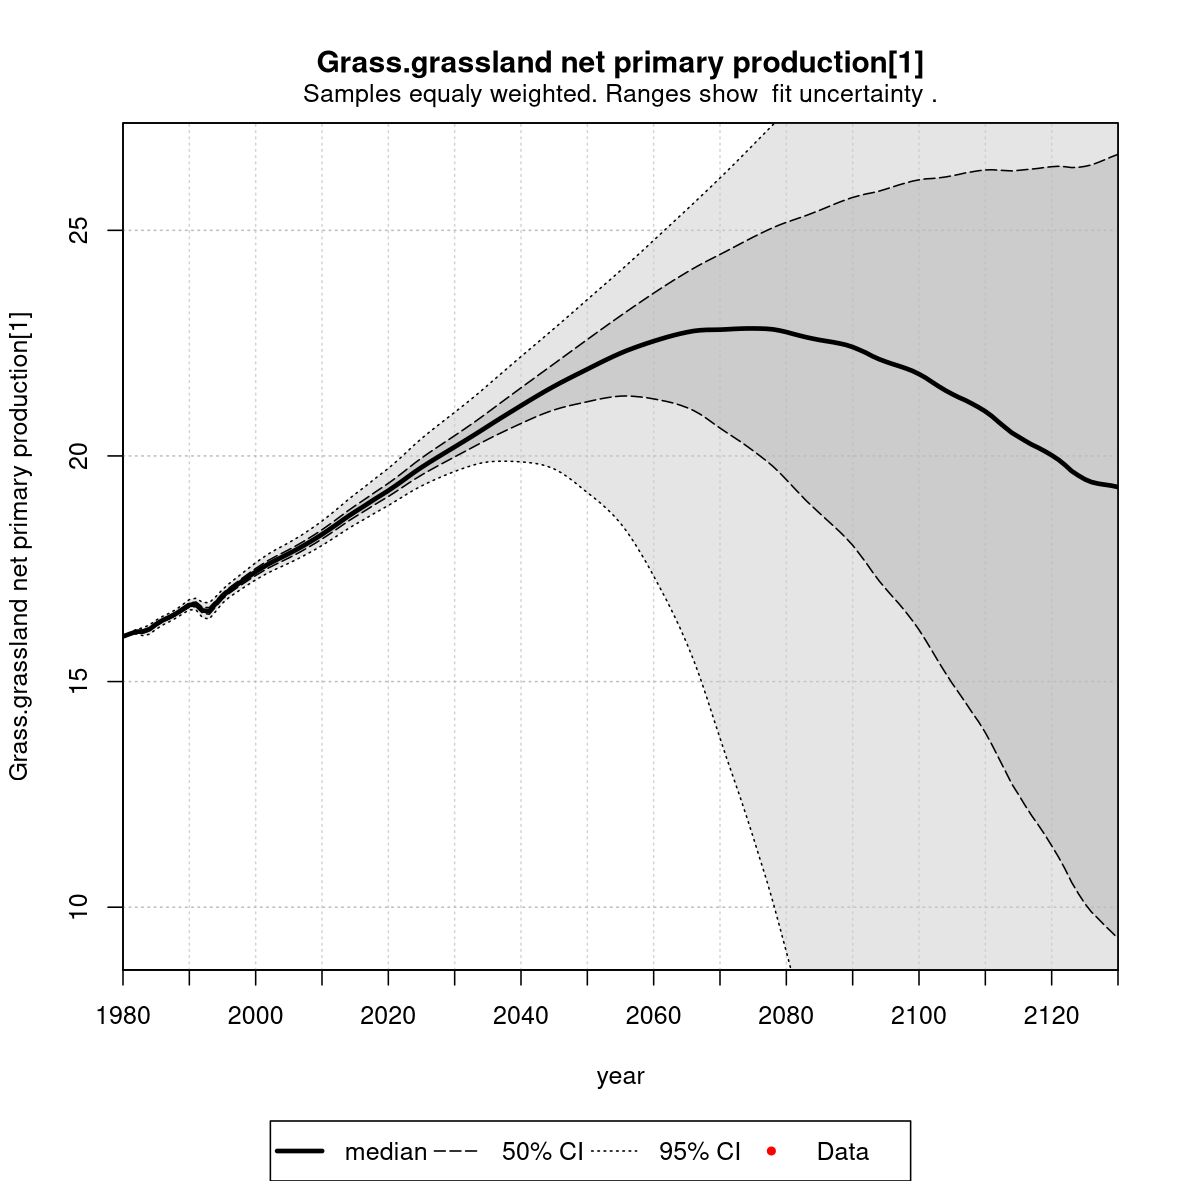 Grass.grassland net primary production[1]
Samples equaly weighted. Ranges show  fit uncertainty .
Grass.grassland net primary production[1]
25
20
15
10
1980 2000 2020 2040 2060 2080 2100 2120
year
median 50% CI 95% CI Data